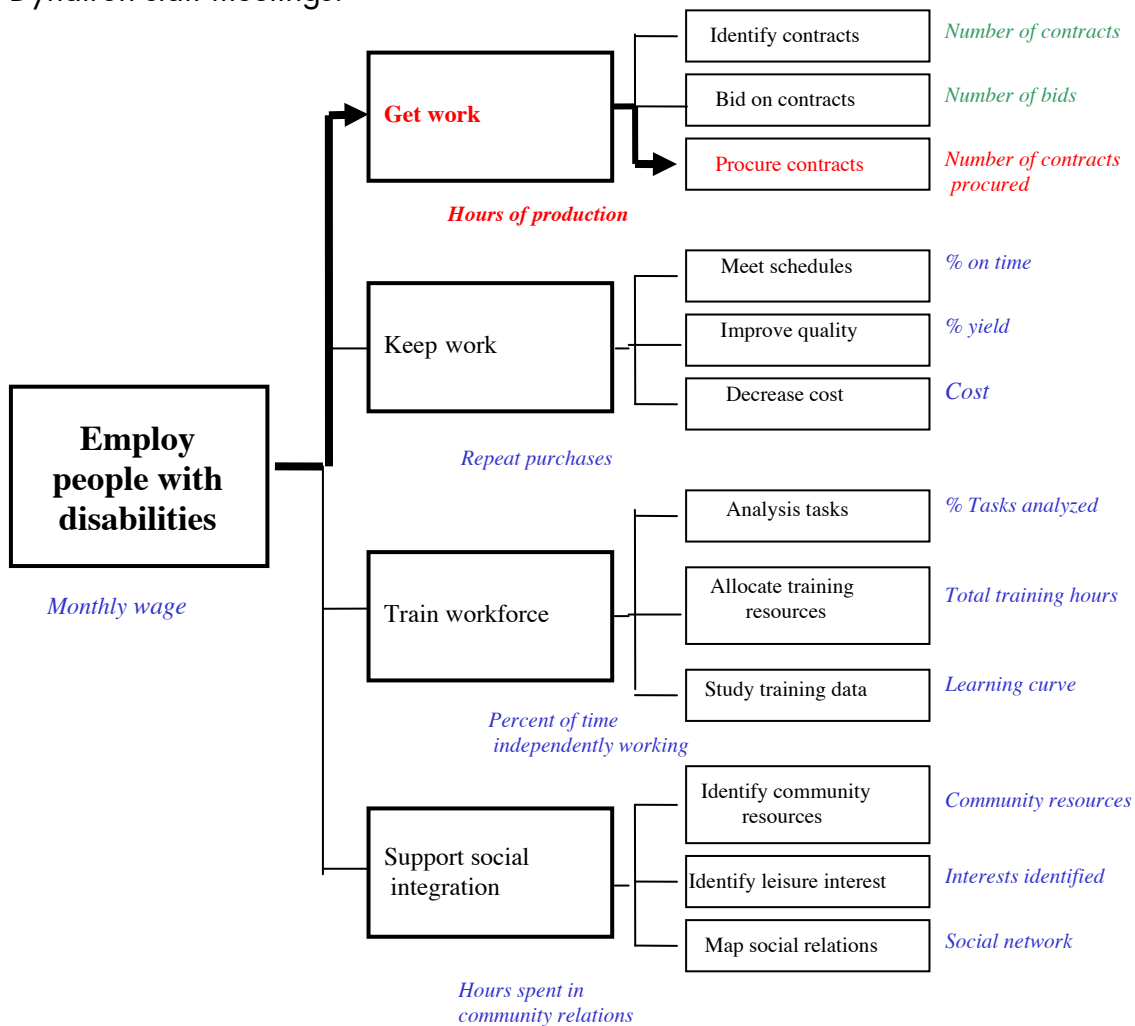 Identify contracts
Number of contracts
Get work
Bid on contracts
Number of bids
Procure contracts
Number of contracts
procured
Hours of production
Meet schedules
% on time
Keep work
Improve quality
% yield
Decrease cost
Cost
Repeat purchases
Employ
people with
disabilities
Monthly wage
Analysis tasks
% Tasks analyzed
Train workforce
Allocate training
resources
Total training hours
Study training data
Learning curve
Percent of time
independently working
Identify community
resources
Community resources
Support social
integration
Identify leisure interest
Interests identified
Map social relations
Social network
Hours spent in
community relations